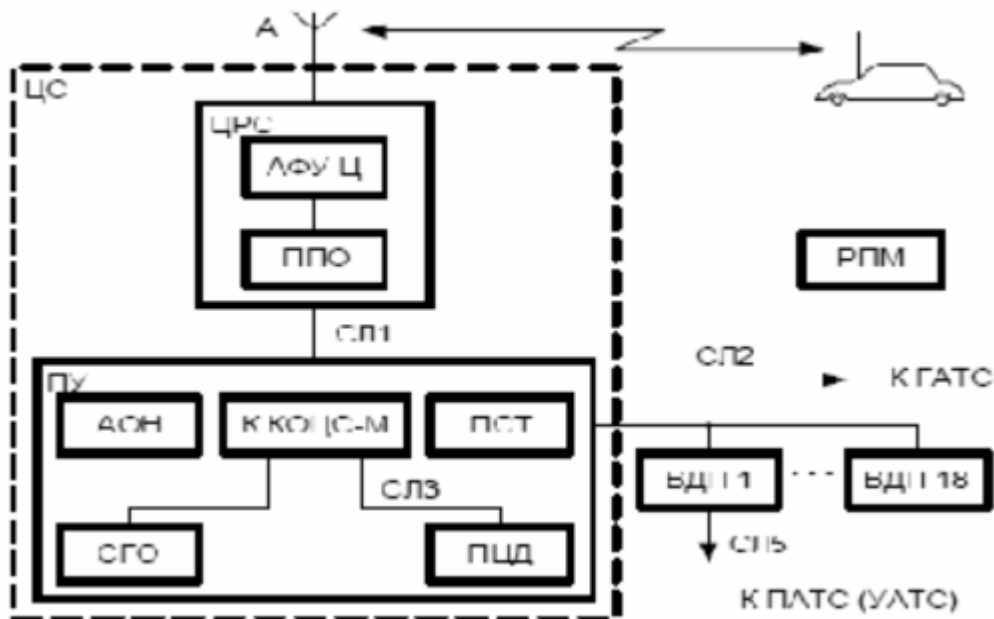 А
ЦС
ЦРС
АФУ Ц
ППО
РПМ
СЛ1
СЛ2
К ГАТС
ПУ
АОН
К КОЦС-М
ПСТ
ВДП 1
...
ВДП 18
СЛ3
СГО
ПЦД
СЛ5
К ПАТС (УАТС)